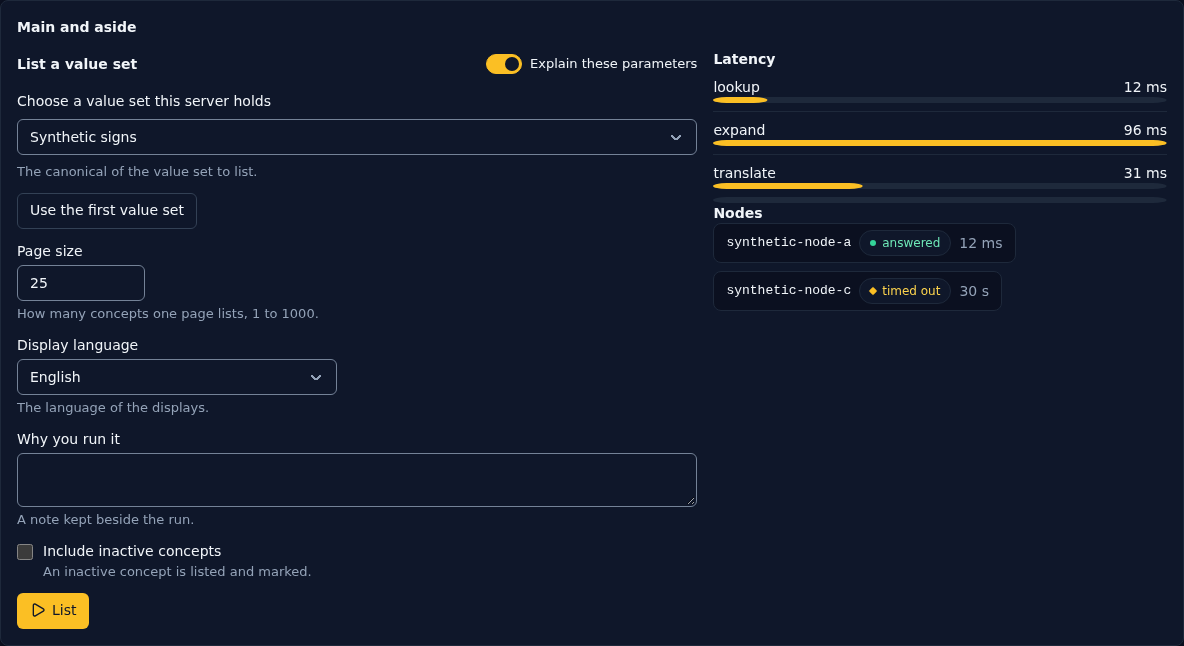 Main and aside
List a value set
Explain these parameters
Choose a value set this server holds
Synthetic signs
The canonical of the value set to list.
Use the first value set
Page size
25
How many concepts one page lists, 1 to 1000.
Display language
English
The language of the displays.
Why you run it
A note kept beside the run.
Include inactive concepts
An inactive concept is listed and marked.
List
Latency
lookup 12 ms
expand 96 ms
translate 31 ms
Nodes
synthetic-node-a answered 12 ms
synthetic-node-c timed out 30 s